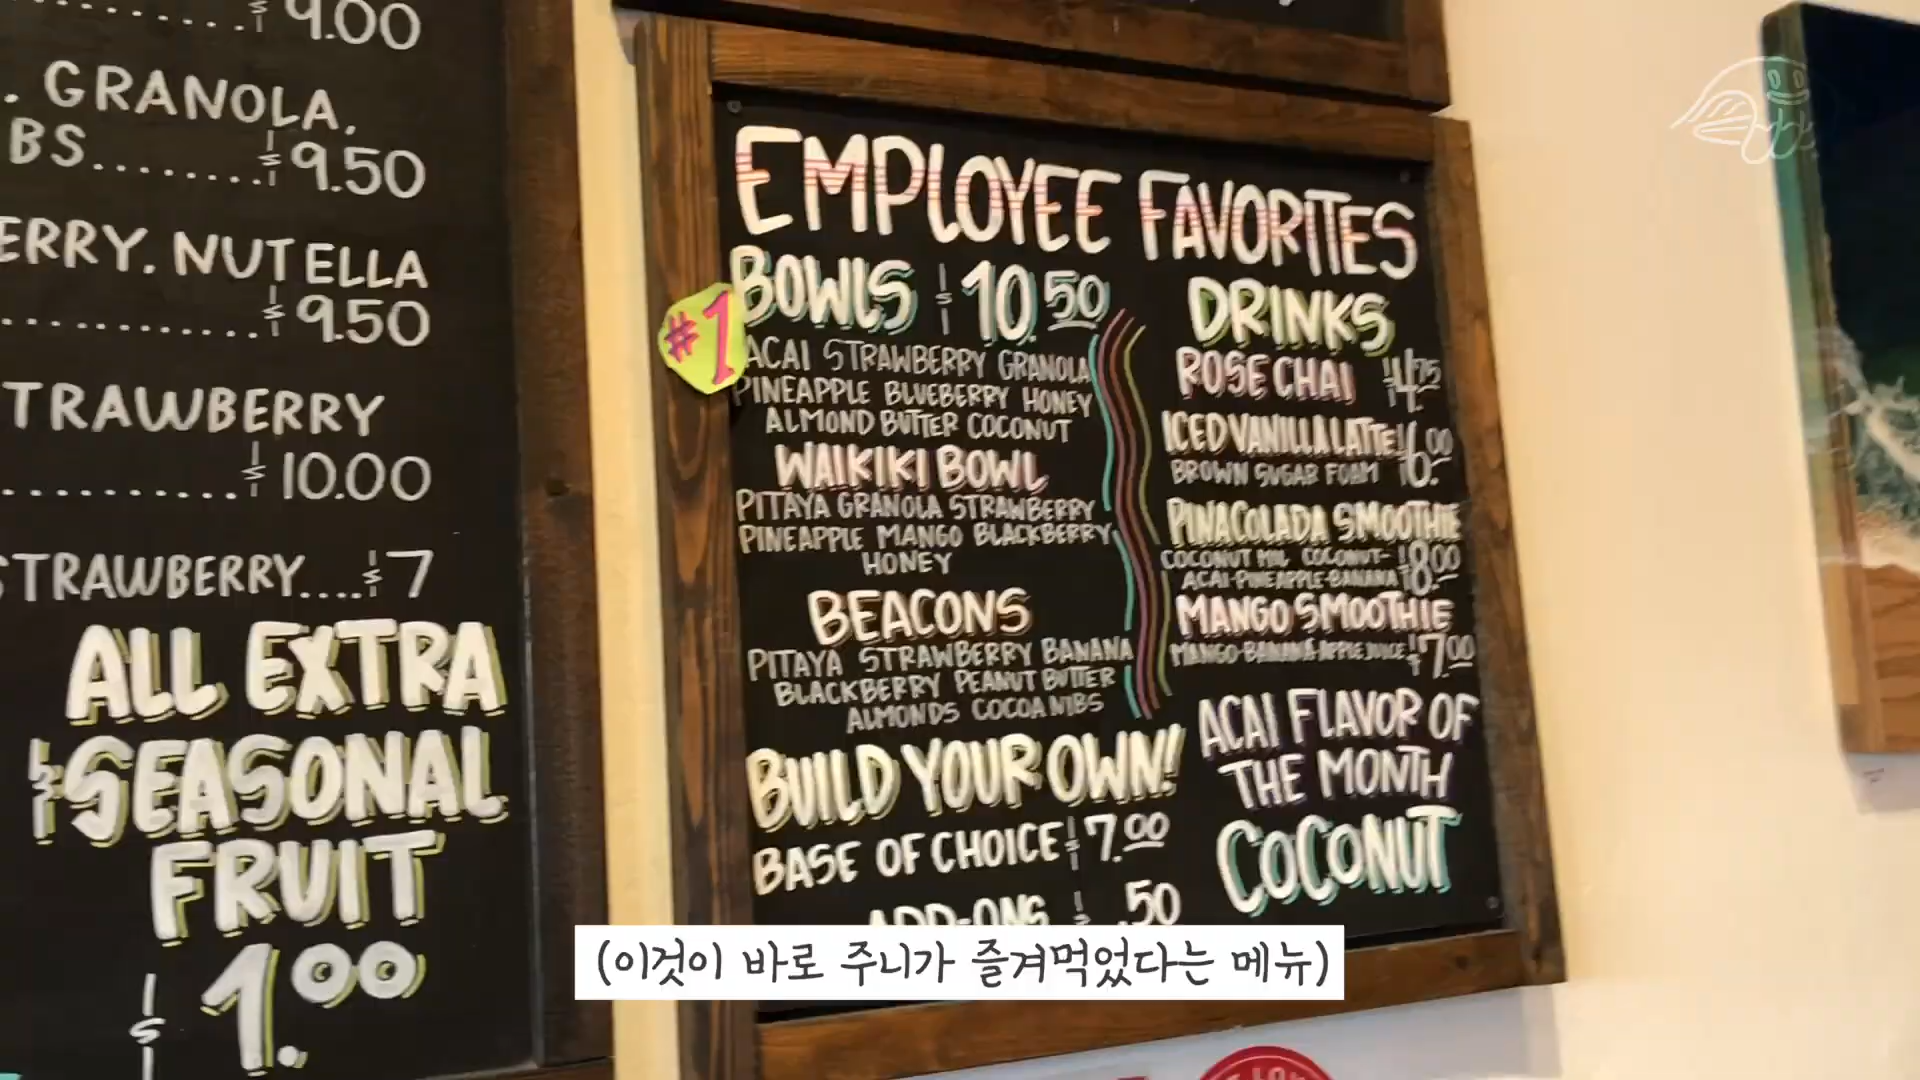 9.00
. GRANOLA,
BS........$9.50
ERRY. NUTELLA
.............$9.50
TRAWBERRY
...........$10.00
STRAWBERRY....$7
ALL EXTRA
SEASONAL
FRUIT
$1.00
EMPLOYEE FAVORITES
BOWLS $10.50
#1
ACAI STRAWBERRY GRANOLA
PINEAPPLE BLUEBERRY HONEY
ALMOND BUTTER COCONUT
WAIKIKI BOWL
PITAYA GRANOLA STRAWBERRY
PINEAPPLE MANGO BLACKBERRY
HONEY
BEACONS
PITAYA STRAWBERRY BANANA
BLACKBERRY PEANUT BUTTER
ALMONDS COCOA NIBS
BUILD YOUR OWN!
BASE OF CHOICE $7.00
ADD-ONS $.50
DRINKS
ROSE CHAI $4.75
ICED VANILLA LATTE $6.00
BROWN SUGAR FOAM
PINACOLADA SMOOTHIE
COCONUT MIL COCONUT- $8.00
ACAI-PINEAPPLE-BANANA
MANGO SMOOTHIE
MANGO-BANANA-APPLE JUICE $7.00
ACAI FLAVOR OF
THE MONTH
COCONUT
(이것이 바로 주니가 즐겨먹었다는 메뉴)